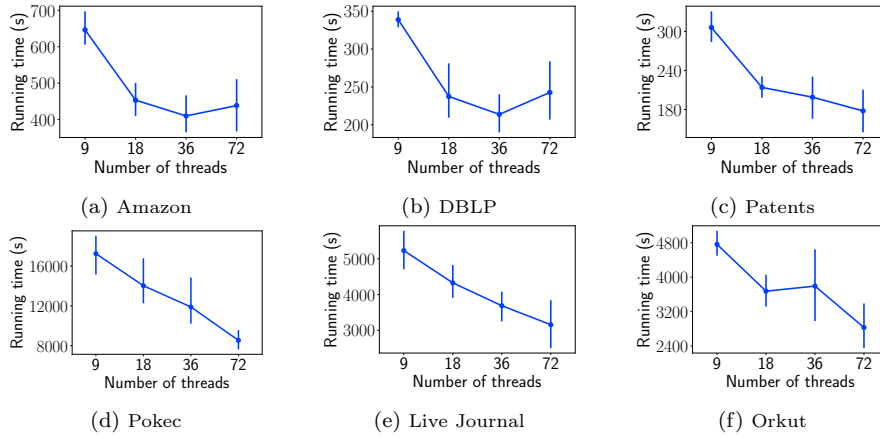 700
600
500
400
Running time (s)
9 18 36 72
Number of threads
(a) Amazon
350
300
250
200
Running time (s)
9 18 36 72
Number of threads
(b) DBLP
300
240
180
Running time (s)
9 18 36 72
Number of threads
(c) Patents
16000
12000
8000
Running time (s)
9 18 36 72
Number of threads
(d) Pokec
5000
4000
3000
Running time (s)
9 18 36 72
Number of threads
(e) Live Journal
4800
4000
3200
2400
Running time (s)
9 18 36 72
Number of threads
(f) Orkut